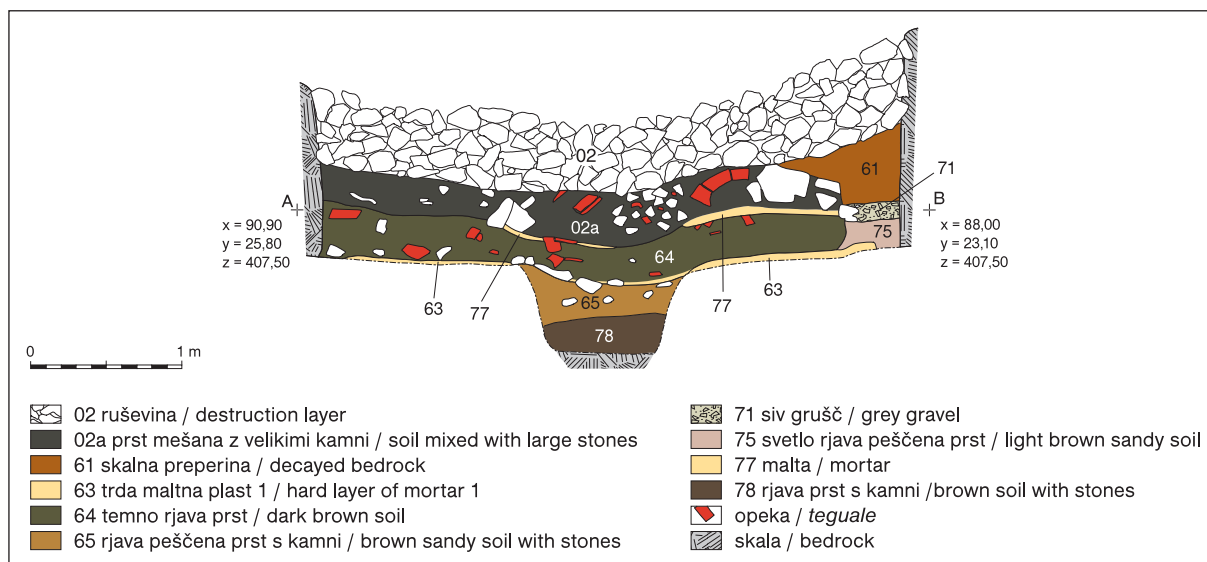 02
61
71
A
B
x = 90,90
y = 25,80
z = 407,50
x = 88,00
y = 23,10
z = 407,50
02a
75
64
63
77
65
77
63
78
0 1 m
02 ruševina / destruction layer
02a prst mešana z velikimi kamni / soil mixed with large stones
61 skalna preperina / decayed bedrock
63 trda maltna plast 1 / hard layer of mortar 1
64 temno rjava prst / dark brown soil
65 rjava peščena prst s kamni / brown sandy soil with stones
71 siv grušč / grey gravel
75 svetlo rjava peščena prst / light brown sandy soil
77 malta / mortar
78 rjava prst s kamni /brown soil with stones
opeka / teguale
skala / bedrock